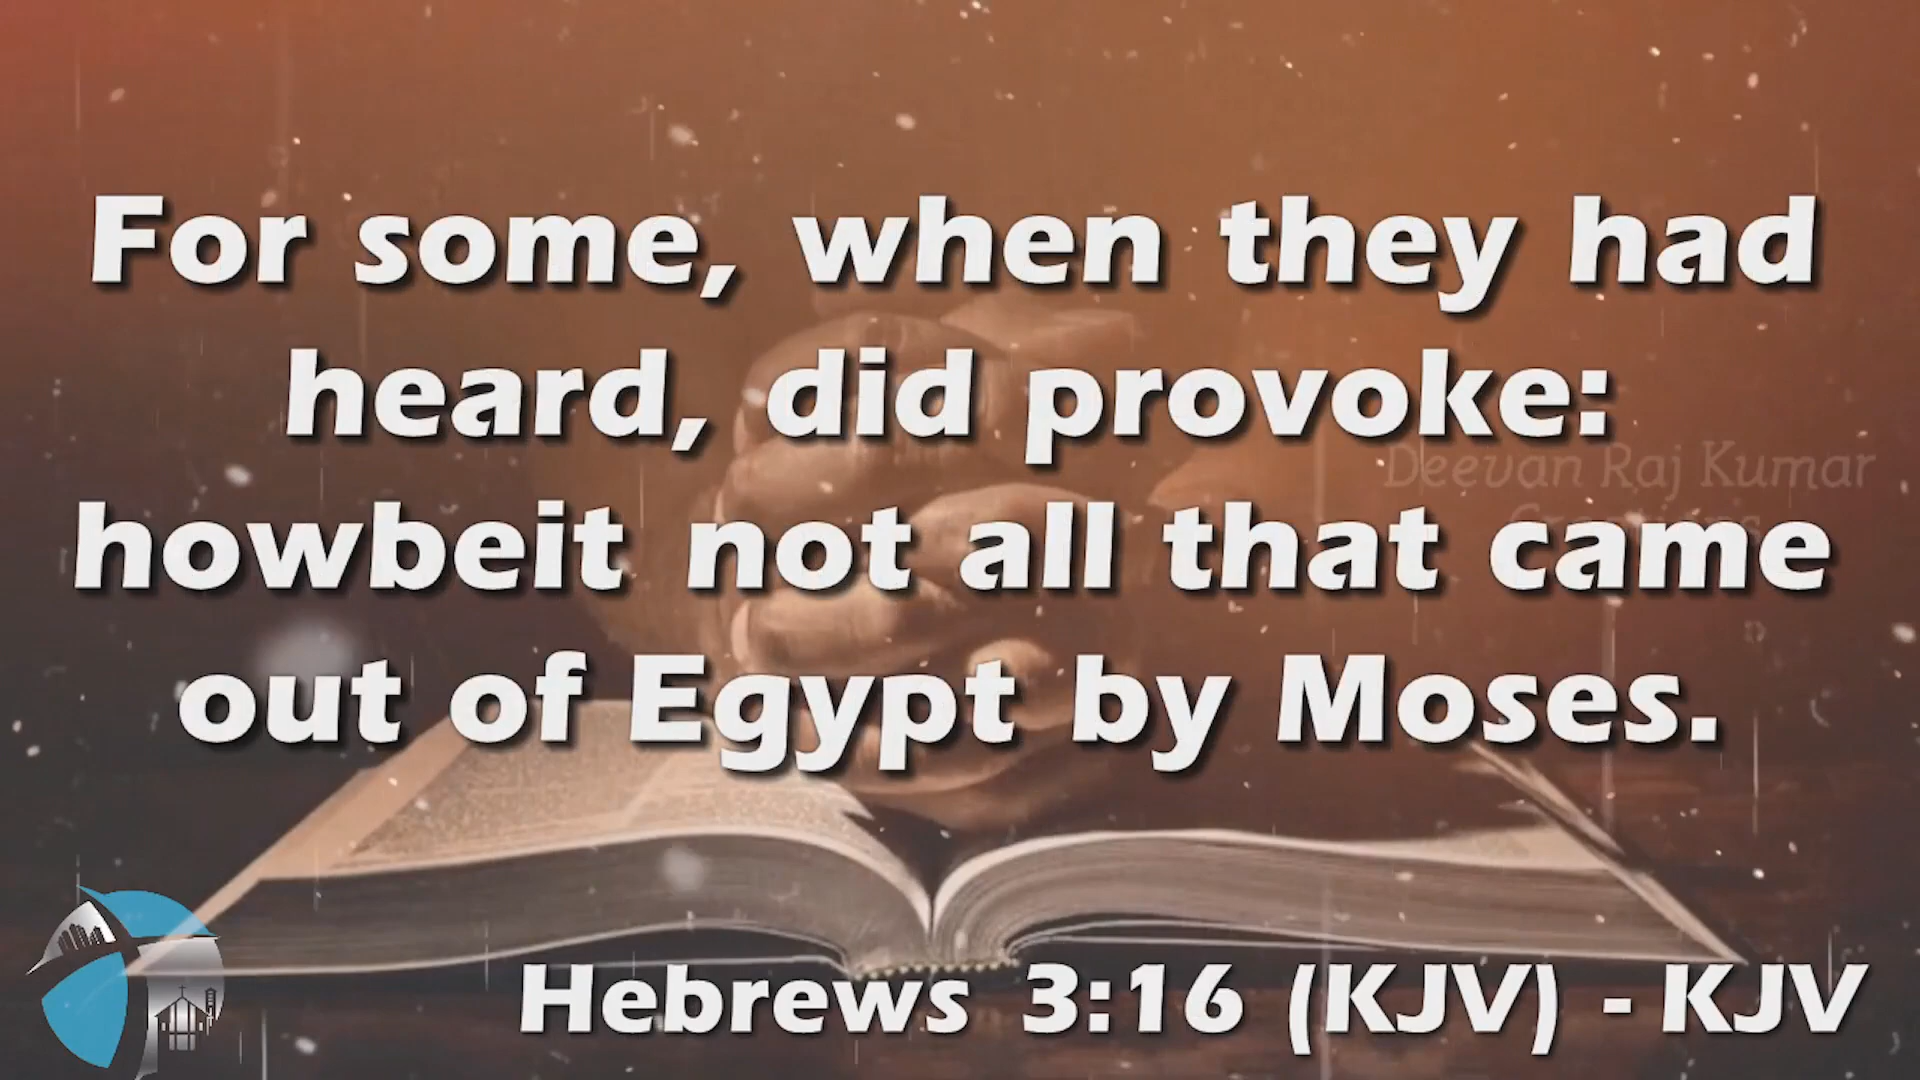 For some, when they had
heard, did provoke:
Deevan Raj Kumar
howbeit not all that came
out of Egypt by Moses.
Hebrews 3:16 (KJV) - KJV